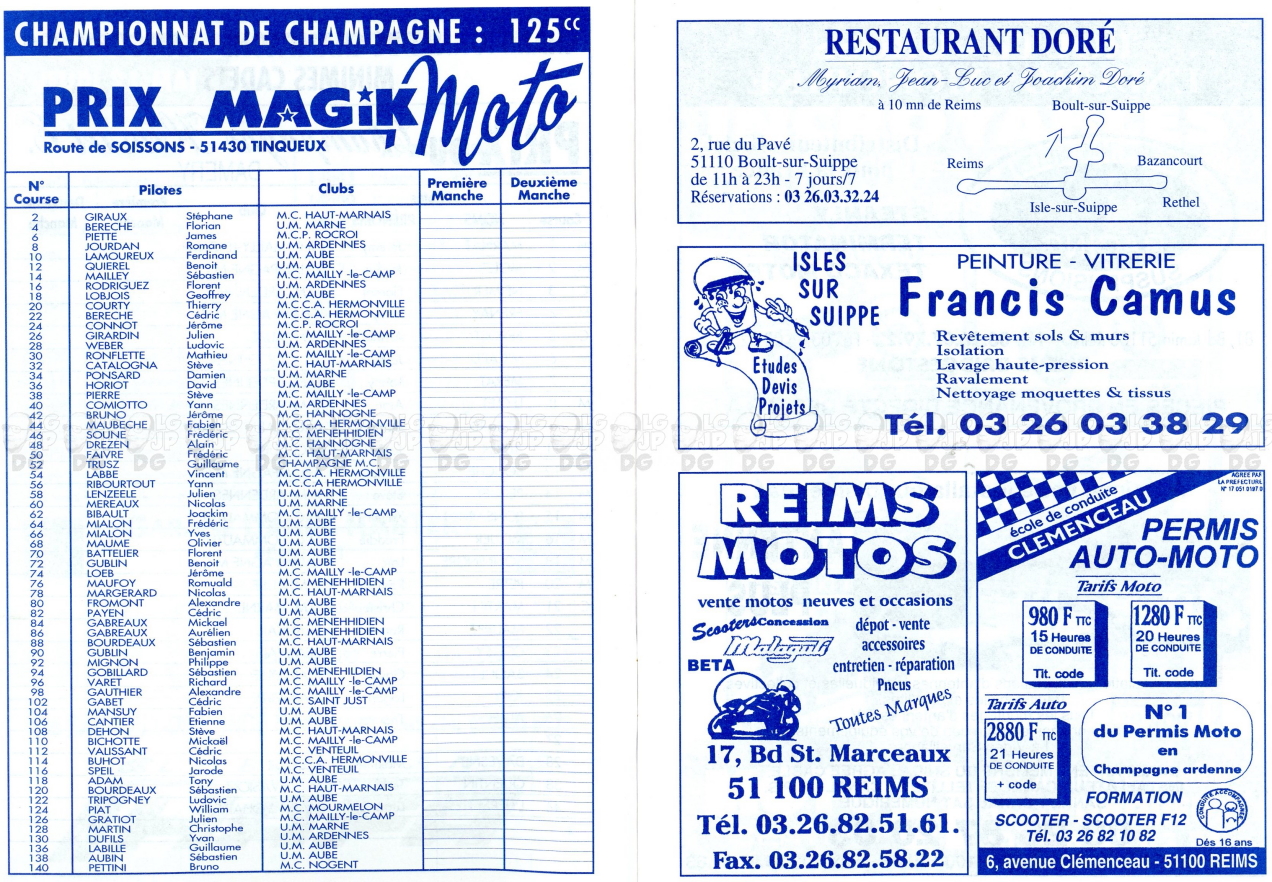 CHAMPIONNAT DE CHAMPAGNE : 125cc
PRIX MAGiK Moto
Route de SOISSONS - 51430 TINQUEUX
N° Course Pilotes Clubs Première Manche Deuxième Manche
2 GIRAUX Stéphane M.C. HAUT-MARNAIS
4 BERECHE Florian U.M. MARNE
6 PIETTE James M.C.P. ROCROI
8 JOURDAN Romane U.M. ARDENNES
10 LAMOUREUX Ferdinand U.M. AUBE
12 QUIEREL Benoit U.M. AUBE
14 MAILLEY Sébastien M.C. MAILLY -le-CAMP
16 RODRIGUEZ Florent U.M. ARDENNES
18 LOBJOIS Geoffrey U.M. AUBE
20 COURTY Thierry M.C.C.A. HERMONVILLE
22 BERECHE Cédric M.C.C.A. HERMONVILLE
24 CONNOT Jérôme M.C.P. ROCROI
26 GIRARDIN Julien M.C. MAILLY -le-CAMP
28 WEBER Ludovic U.M. ARDENNES
30 RONFLETTE Mathieu M.C. MAILLY -le-CAMP
32 CATALOGNA Stève M.C. HAUT-MARNAIS
34 PONSARD Damien U.M. MARNE
36 HORIOT David U.M. AUBE
38 PIERRE Stève M.C. MAILLY -le-CAMP
40 COMIOTTO Yann U.M. ARDENNES
42 BRUNO Jérôme M.C. HANNOGNE
44 MAUBECHE Fabien M.C.C.A. HERMONVILLE
46 SOUNE Frédéric M.C. MENEHIDIEN
48 DREZEN Alain M.C. HANNOGNE
50 FAIVRE Frédéric M.C. HAUT-MARNAIS
52 TRUSZ Guillaume CHAMPAGNE M.C.
54 LABBE Vincent M.C.C.A. HERMONVILLE
56 RIBOURTOUT Yann M.C.C.A HERMONVILLE
58 LENZEELE Julien U.M. MARNE
60 MEREAUX Nicolas U.M. MARNE
62 BIBAULT Joackim M.C. MAILLY -le-CAMP
64 MIALON Frédéric U.M. AUBE
66 MIALON Yves U.M. AUBE
68 MAUME Olivier U.M. AUBE
70 BATTELIER Florent U.M. AUBE
72 GUBLIN Benoit U.M. AUBE
74 LOEB Jérôme M.C. MAILLY -le-CAMP
76 MAUFOY Romuald M.C. MENEHHIDIEN
78 MARGERARD Nicolas M.C. HAUT-MARNAIS
80 FROMONT Alexandre U.M. AUBE
82 PAYEN Cédric U.M. AUBE
84 GABREAUX Mickael M.C. MENEHHIDIEN
86 GABREAUX Aurélien M.C. MENEHHIDIEN
88 BOURDEAUX Sébastien M.C. HAUT-MARNAIS
90 GUBLIN Benjamin U.M. AUBE
92 MIGNON Philippe U.M. AUBE
94 GOBILLARD Sébastien M.C. MENEHILDIEN
96 VARET Richard M.C. MAILLY -le-CAMP
98 GAUTHIER Alexandre M.C. MAILLY -le-CAMP
102 GABET Cédric M.C. SAINT JUST
104 MANSUY Fabien U.M. AUBE
106 CANTIER Etienne U.M. AUBE
108 DEHON Stève M.C. HAUT-MARNAIS
110 BICHOTTE Mickaël M.C. MAILLY -le-CAMP
112 VALISSANT Cédric M.C. VENTEUIL
114 BUHOT Nicolas M.C.C.A. HERMONVILLE
116 SPEIL Jarode M.C. VENTEUIL
118 ADAM Tony U.M. AUBE
120 BOURDEAUX Sébastien M.C. HAUT-MARNAIS
122 TRIPOGNEY Ludovic U.M. AUBE
124 PIAT William M.C. MOURMELON
126 GRATIOT Julien M.C. MAILLY-le-CAMP
128 MARTIN Christophe U.M. MARNE
130 DUFILS Yvan U.M. ARDENNES
136 LABILLE Guillaume U.M. AUBE
138 AUBIN Sébastien U.M. AUBE
140 PETTINI Bruno M.C. NOGENT
RESTAURANT DORÉ
Myriam, Jean-Luc et Joachim Doré
à 10 mn de Reims
2, rue du Pavé
51110 Boult-sur-Suippe
de 11h à 23h - 7 jours/7
Réservations : 03 26.03.32.24
Boult-sur-Suippe
Reims
Bazancourt
Isle-sur-Suippe
Rethel
ISLES SUR SUIPPE
Etudes
Devis
Projets
PEINTURE - VITRERIE
Francis Camus
Revêtement sols & murs
Isolation
Lavage haute-pression
Ravalement
Nettoyage moquettes & tissus
Tél. 03 26 03 38 29
REIMS
MOTOS
vente motos neuves et occasions
Scooters Concession
Malaguti
BETA
dépot - vente
accessoires
entretien - réparation
Pneus
Toutes Marques
17, Bd St. Marceaux
51 100 REIMS
Tél. 03.26.82.51.61.
Fax. 03.26.82.58.22
AGRÉÉ PAR
LA PREFECTURE
N° 17 051 0197 0
école de conduite
CLEMENCEAU
PERMIS
AUTO-MOTO
Tarifs Moto
980 F TTC
15 Heures
DE CONDUITE
Tit. code
1280 F TTC
20 Heures
DE CONDUITE
Tit. code
Tarifs Auto
2880 F TTC
21 Heures
DE CONDUITE
+ code
N° 1
du Permis Moto
en
Champagne ardenne
FORMATION
SCOOTER - SCOOTER F12
Tél. 03 26 82 10 82
CONDUITE ACCOMPAGNÉE
Dés 16 ans
6, avenue Clémenceau - 51100 REIMS